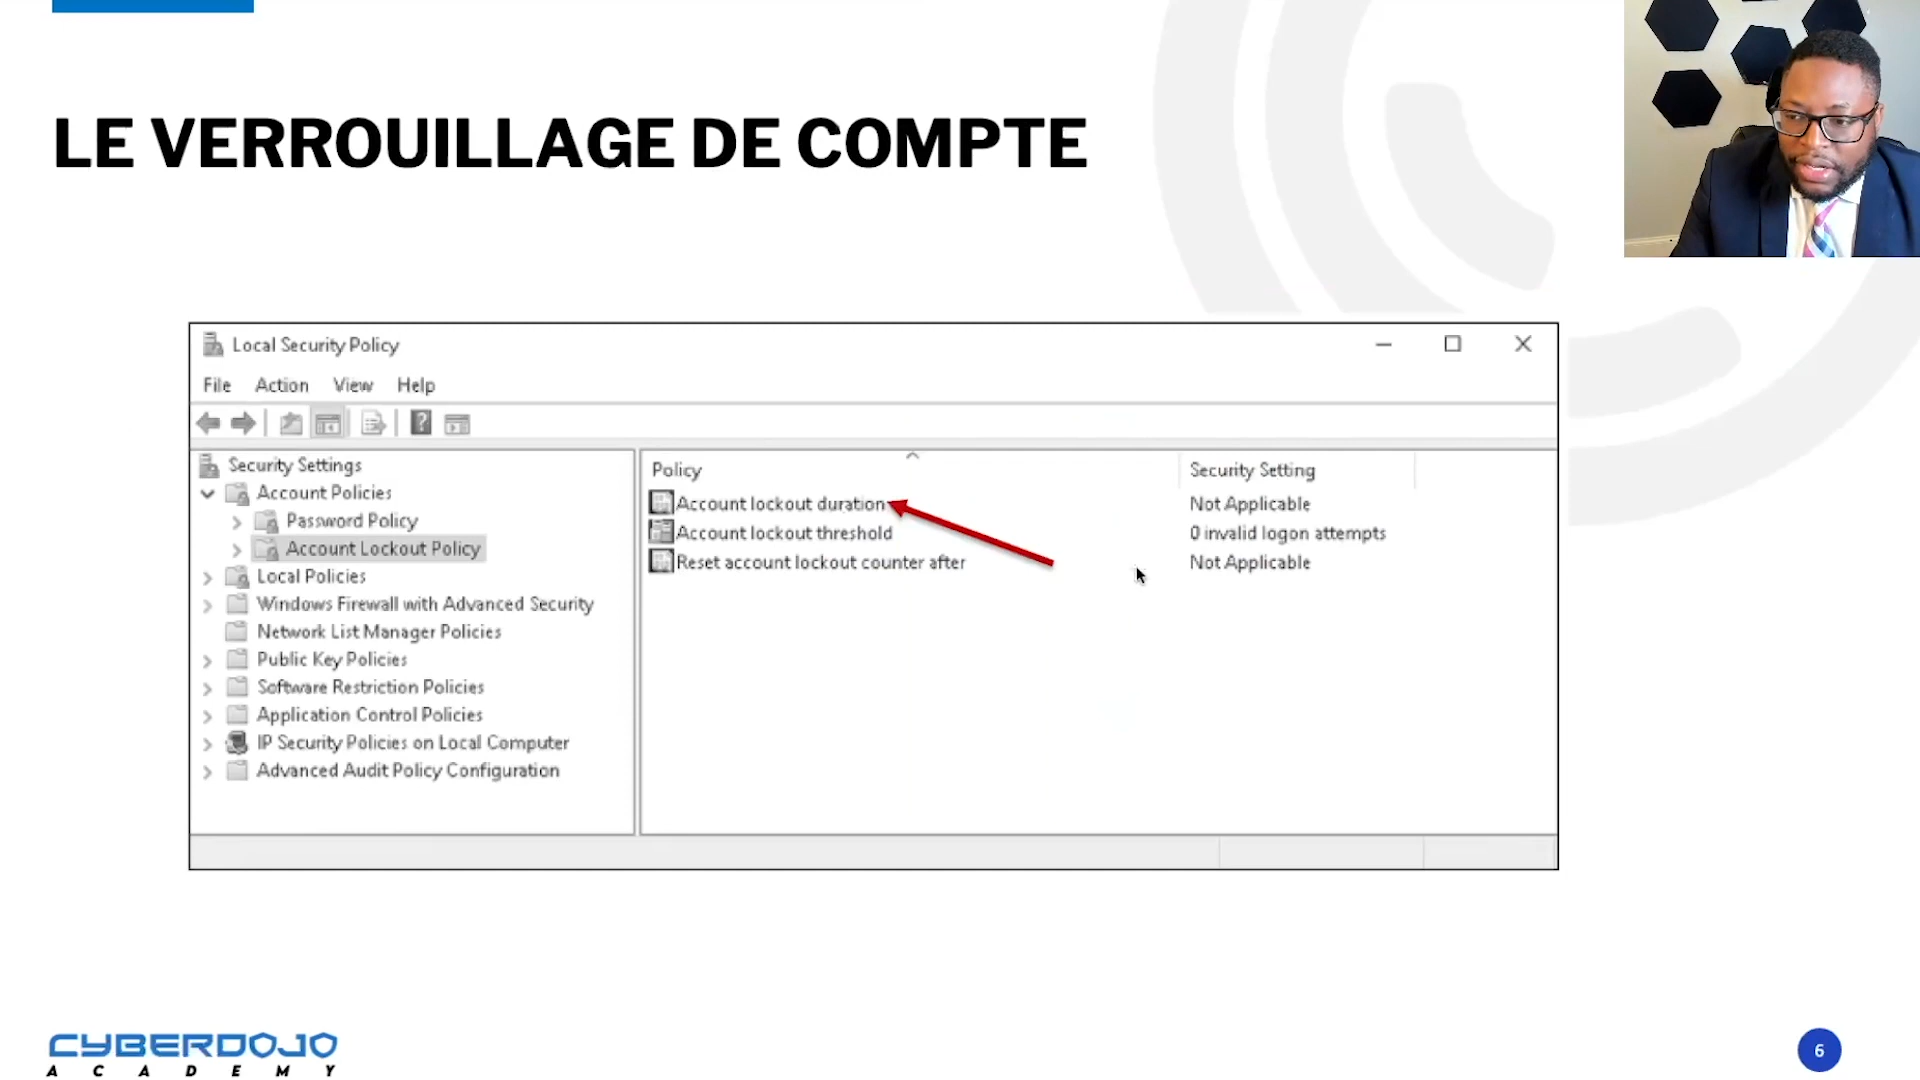 LE VERROUILLAGE DE COMPTE
Local Security Policy
File Action View Help
Security Settings
Account Policies
Password Policy
Account Lockout Policy
Local Policies
Windows Firewall with Advanced Security
Network List Manager Policies
Public Key Policies
Software Restriction Policies
Application Control Policies
IP Security Policies on Local Computer
Advanced Audit Policy Configuration
Policy Security Setting
Account lockout duration Not Applicable
Account lockout threshold 0 invalid logon attempts
Reset account lockout counter after Not Applicable
CYBERDOJO
ACADEMY
6